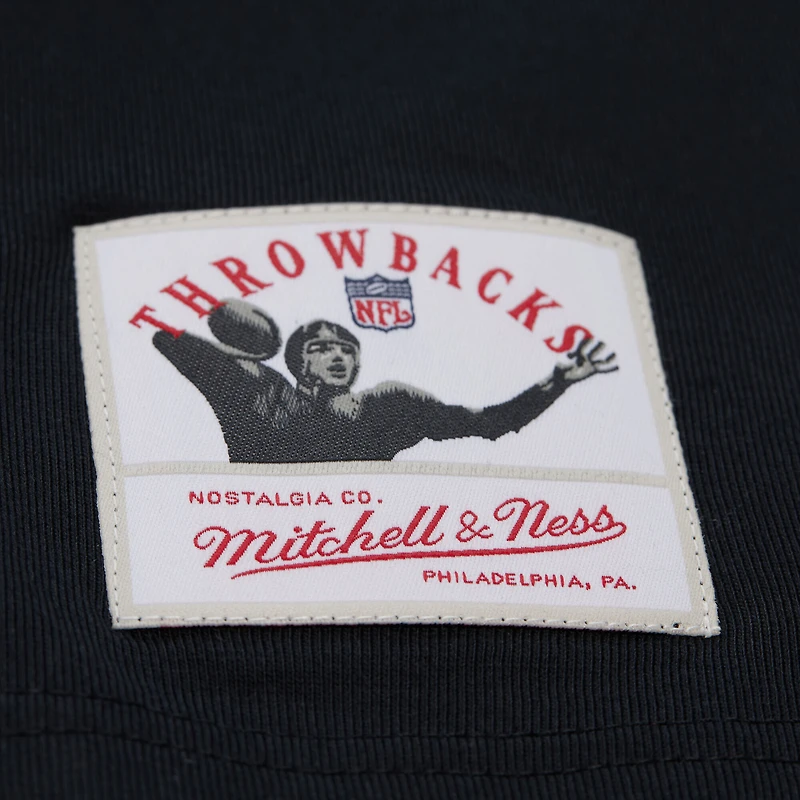 THROWBACKS
NFL
NOSTALGIA CO.
Mitchell & Ness
PHILADELPHIA, PA.